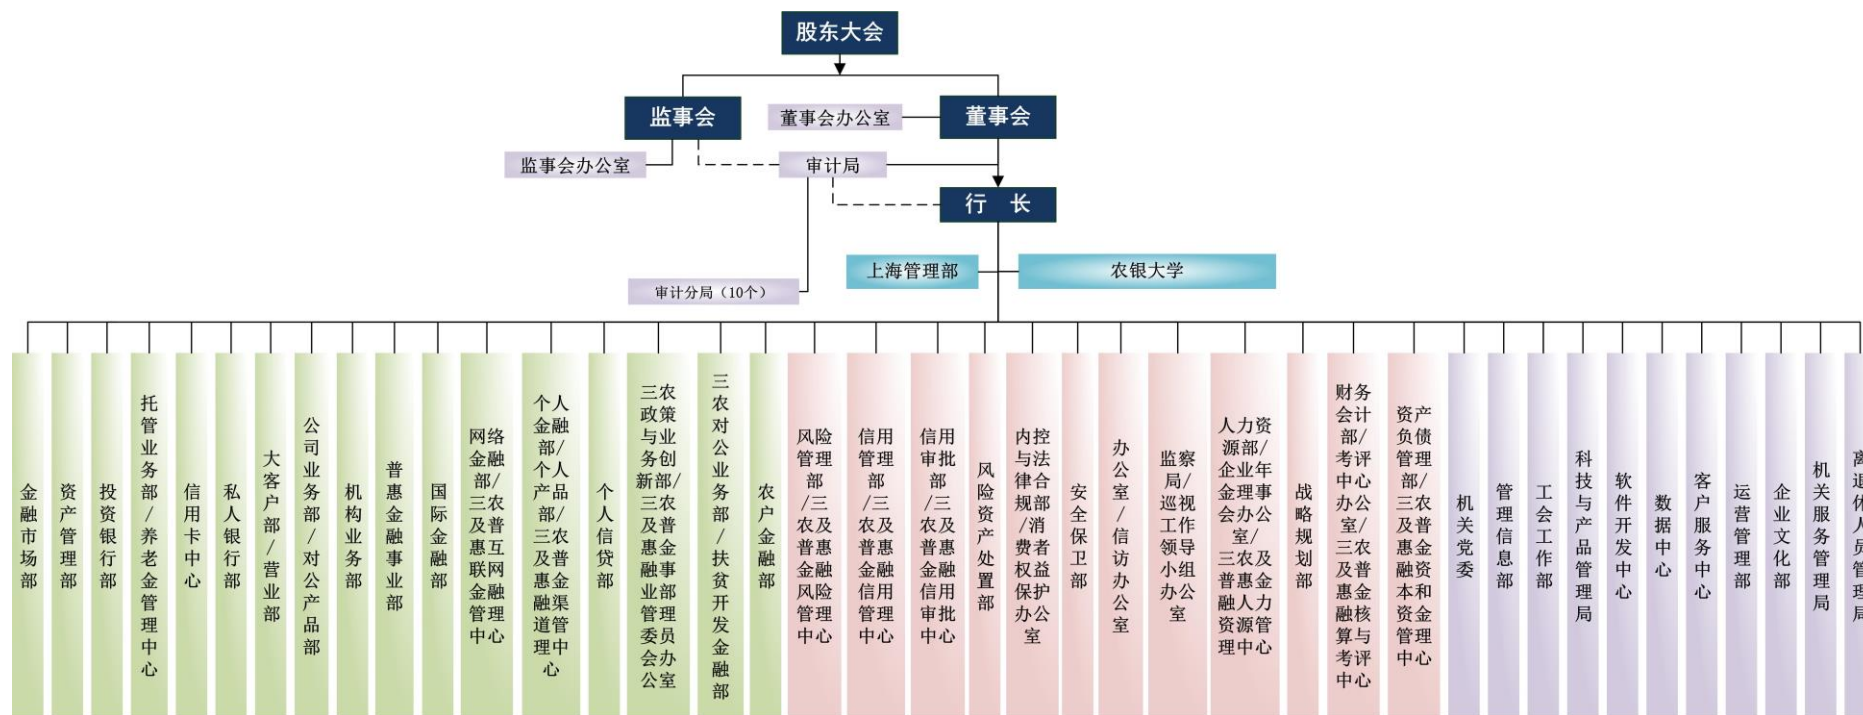 股东大会
监事会
董事会办公室
董事会
监事会办公室
审计局
行 长
上海管理部
农银大学
审计分局（10个）
金融市场部
资产管理部
投资银行部
托管业务部/养老金管理中心
信用卡中心
私人银行部
大客户部/营业部
公司业务部/对公产品部
机构业务部
普惠金融事业部
国际金融部
网络金融部/三农及普惠互联网金融管理中心
个人金融部/个人产品部/三农及普惠金融渠道管理中心
个人信贷部
三农政策与业务创新部/三农及普惠金融事业部管理委员会办公室
三农对公业务部/扶贫开发金融部
农户金融部
风险管理部/三农及普惠金融风险管理中心
信用管理部/三农及普惠金融信用管理中心
信用审批部/三农及普惠金融信用审批中心
风险资产处置部
内控与法律合规部/消费者权益保护办公室
安全保卫部
办公室/信访办公室
监察局/巡视工作领导小组办公室
人力资源部/企业年金理事会办公室/三农及普惠金融人力资源管理中心
战略规划部
财务会计部/考评中心办公室/三农及普惠金融核算与考评中心
资产负债管理部/三农及普惠金融资本和资金管理中心
机关党委
管理信息部
工会工作部
科技与产品管理局
软件开发中心
数据中心
客户服务中心
运营管理部
企业文化部
机关服务管理局
离退休人员管理局